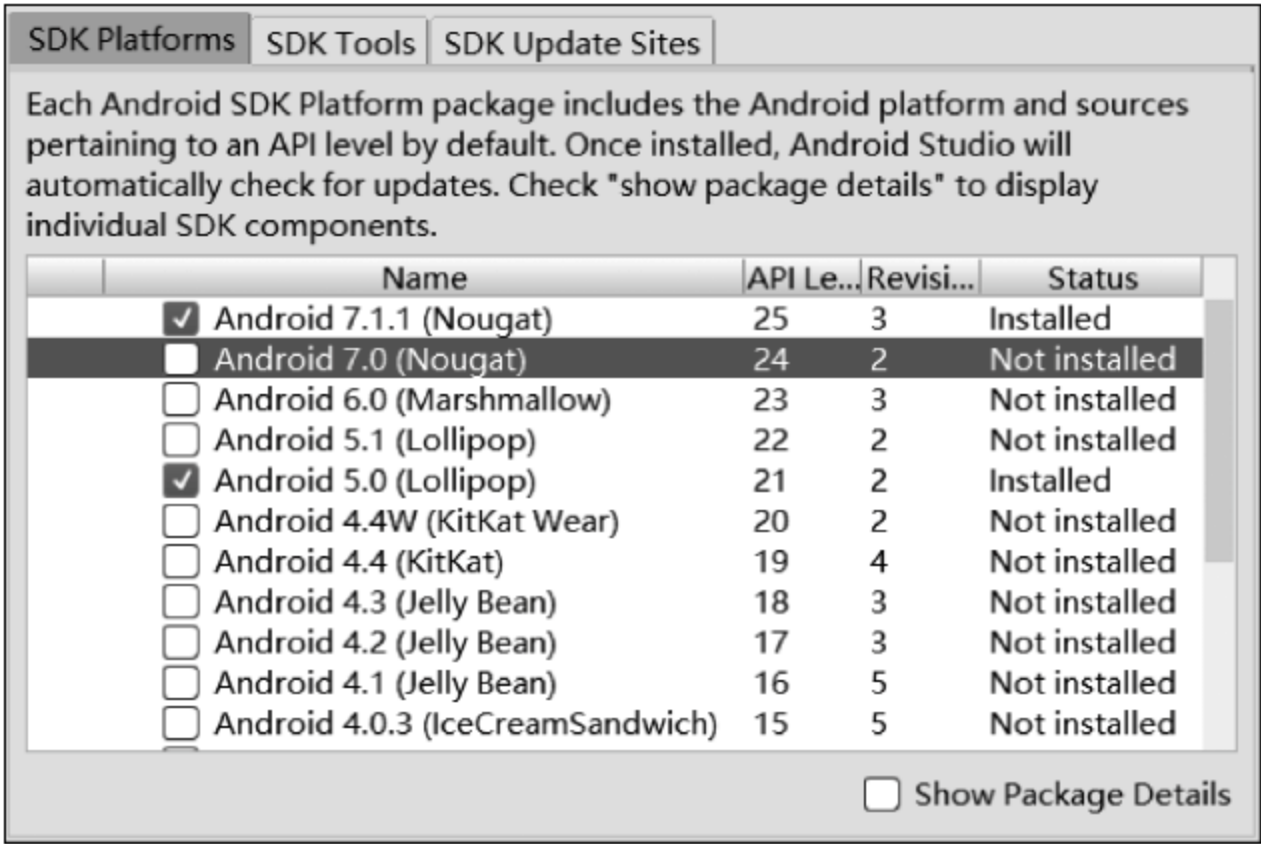 SDK Platforms SDK Tools SDK Update Sites
Each Android SDK Platform package includes the Android platform and sources
pertaining to an API level by default. Once installed, Android Studio will
automatically check for updates. Check "show package details" to display
individual SDK components.
Name API Le... Revisi... Status
Android 7.1.1 (Nougat) 25 3 Installed
Android 7.0 (Nougat) 24 2 Not installed
Android 6.0 (Marshmallow) 23 3 Not installed
Android 5.1 (Lollipop) 22 2 Not installed
Android 5.0 (Lollipop) 21 2 Installed
Android 4.4W (KitKat Wear) 20 2 Not installed
Android 4.4 (KitKat) 19 4 Not installed
Android 4.3 (Jelly Bean) 18 3 Not installed
Android 4.2 (Jelly Bean) 17 3 Not installed
Android 4.1 (Jelly Bean) 16 5 Not installed
Android 4.0.3 (IceCreamSandwich) 15 5 Not installed
Show Package Details